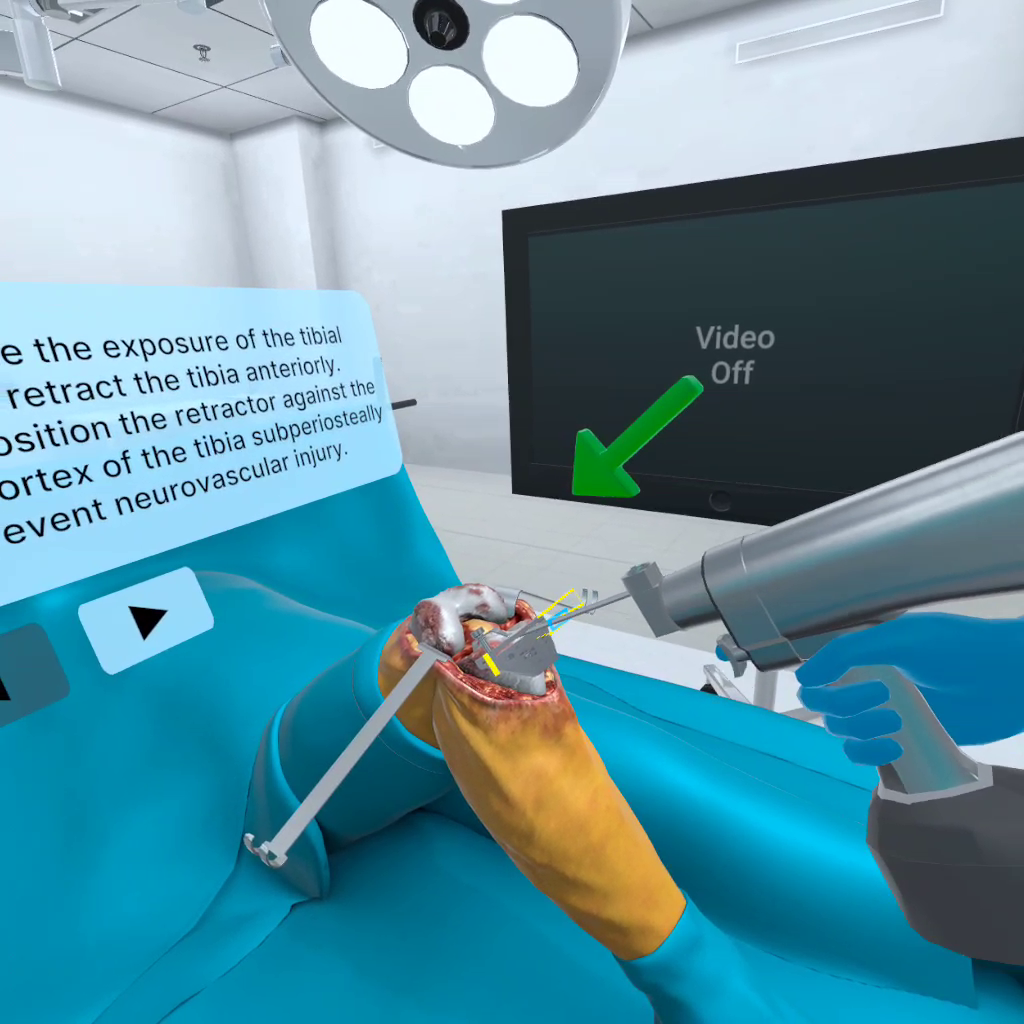 e the exposure of the tibial
retract the tibia anteriorly.
osition the retractor against the
ortex of the tibia subperiosteally
event neurovascular injury.
Video
Off